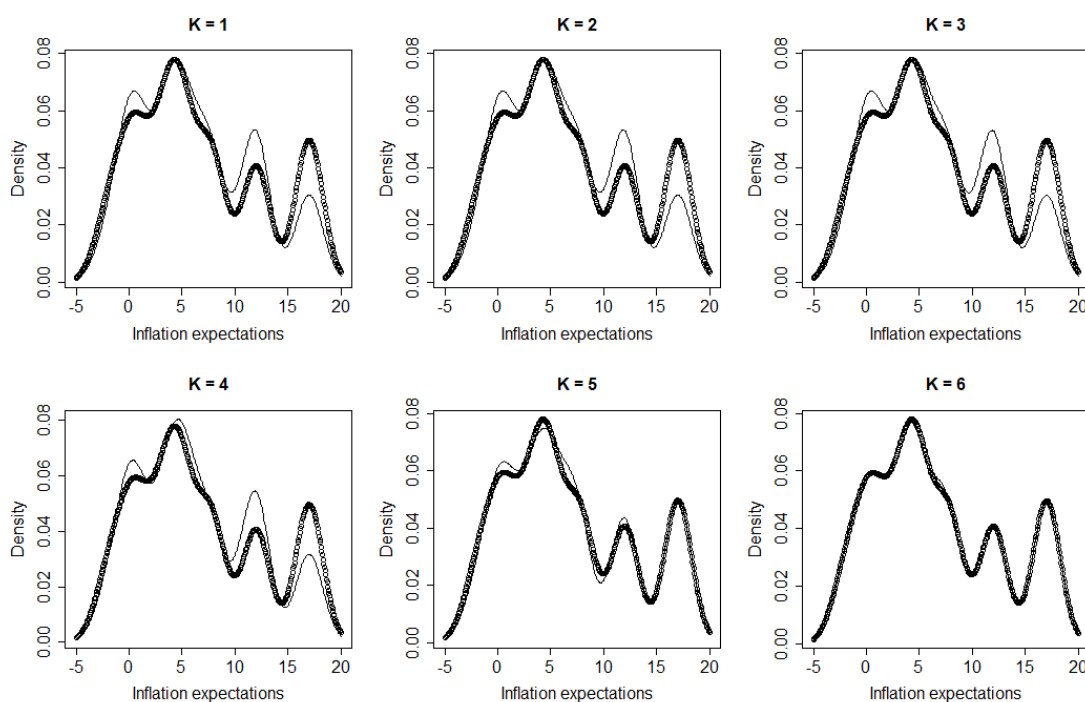 K = 1
K = 2
K = 3
Density
0.00 0.02 0.04 0.06 0.08
-5 0 5 10 15 20
Inflation expectations
Density
0.00 0.02 0.04 0.06 0.08
-5 0 5 10 15 20
Inflation expectations
Density
0.00 0.02 0.04 0.06 0.08
-5 0 5 10 15 20
Inflation expectations
K = 4
K = 5
K = 6
Density
0.00 0.02 0.04 0.06 0.08
-5 0 5 10 15 20
Inflation expectations
Density
0.00 0.02 0.04 0.06 0.08
-5 0 5 10 15 20
Inflation expectations
Density
0.00 0.02 0.04 0.06 0.08
-5 0 5 10 15 20
Inflation expectations